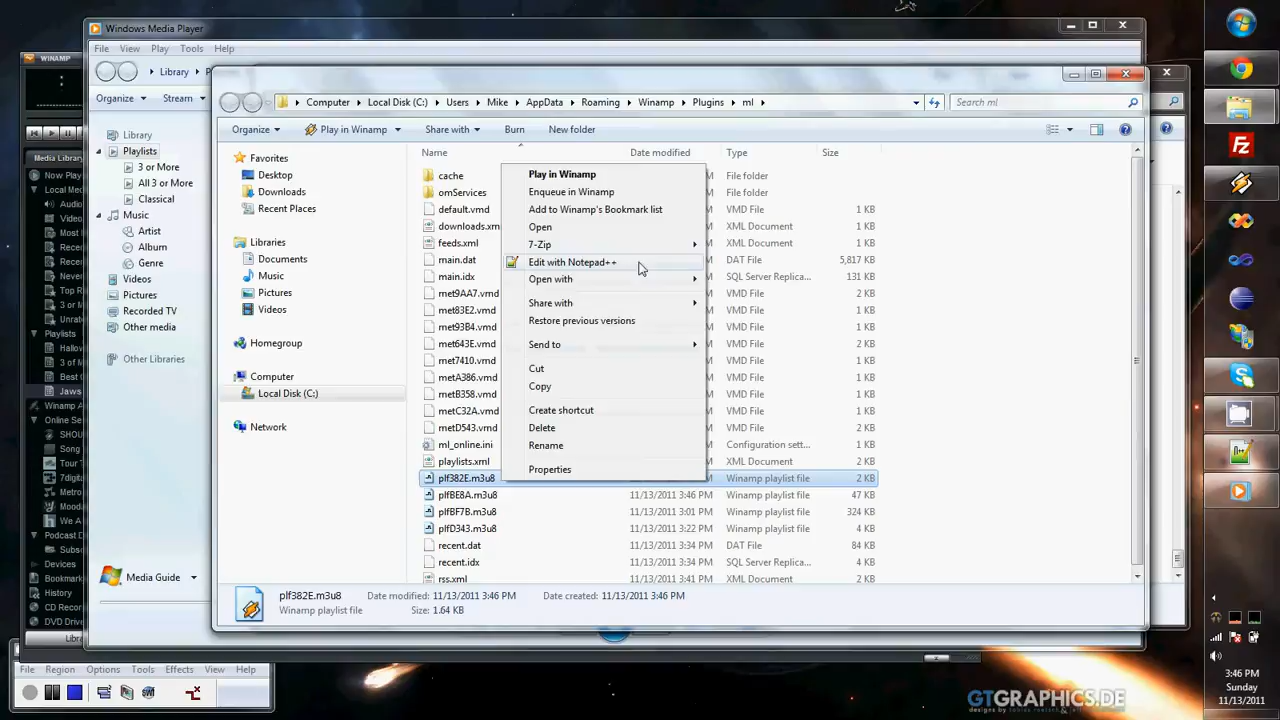 Windows Media Player
File View Play Tools Help
WINAMP
Library
Organize Stream
Library
Playlists
3 or More
All 3 or More
Classical
Music
Artist
Album
Genre
Videos
Pictures
Recorded TV
Other media
Other Libraries
Media Guide
Media Library
Now Play
Local Med
Audio
Video
Most
Recen
Recen
Recen
Unrat
Playlists
Hallow
3 of M
Best
Jaws
Winamp A
Online Se
SHOU
Song
Tour T
7digit
Metro
We A
Podcast D
Subsc
Devices
Bookmark
History
CD Reco
DVD Drive
Libra
Computer Local Disk (C:) Users Mike AppData Roaming Winamp Plugins ml
Search ml
Organize Play in Winamp Share with Burn New folder
Favorites
Desktop
Downloads
Recent Places
Libraries
Documents
Music
Pictures
Videos
Homegroup
Computer
Local Disk (C:)
Network
Name Date modified Type Size
cache File folder
omServices File folder
default.vmd VMD File 1 KB
downloads.xm XML Document 1 KB
feeds.xml XML Document 1 KB
main.dat DAT File 5,817 KB
main.idx SQL Server Replica... 131 KB
met9AA7.vmd VMD File 1 KB
met83E2.vmd VMD File 1 KB
met93B4.vmd VMD File 1 KB
met643E.vmd VMD File 1 KB
met7410.vmd VMD File 1 KB
metA386.vmd VMD File 1 KB
metB358.vmd VMD File 1 KB
metC32A.vmd VMD File 1 KB
metD543.vmd VMD File 1 KB
ml_online.ini Configuration sett... 1 KB
playlists.xml XML Document 1 KB
plf382E.m3u8 Winamp playlist file 2 KB
plfBE8A.m3u8 11/13/2011 3:46 PM Winamp playlist file 47 KB
plfBF7B.m3u8 11/13/2011 3:01 PM Winamp playlist file 324 KB
plfD343.m3u8 11/13/2011 3:22 PM Winamp playlist file 4 KB
recent.dat 11/13/2011 3:34 PM DAT File 84 KB
recent.idx 11/13/2011 3:34 PM SQL Server Replica... 1 KB
rss.xml 11/13/2011 3:41 PM XML Document 1 KB
Play in Winamp
Enqueue in Winamp
Add to Winamp's Bookmark list
Open
7-Zip
Edit with Notepad++
Open with
Share with
Restore previous versions
Send to
Cut
Copy
Create shortcut
Delete
Rename
Properties
plf382E.m3u8 Date modified: 11/13/2011 3:46 PM Date created: 11/13/2011 3:46 PM
Winamp playlist file Size: 1.64 KB
File Region Options Tools Effects View Help
GTGRAPHICS.DE
3:46 PM
Sunday
11/13/2011